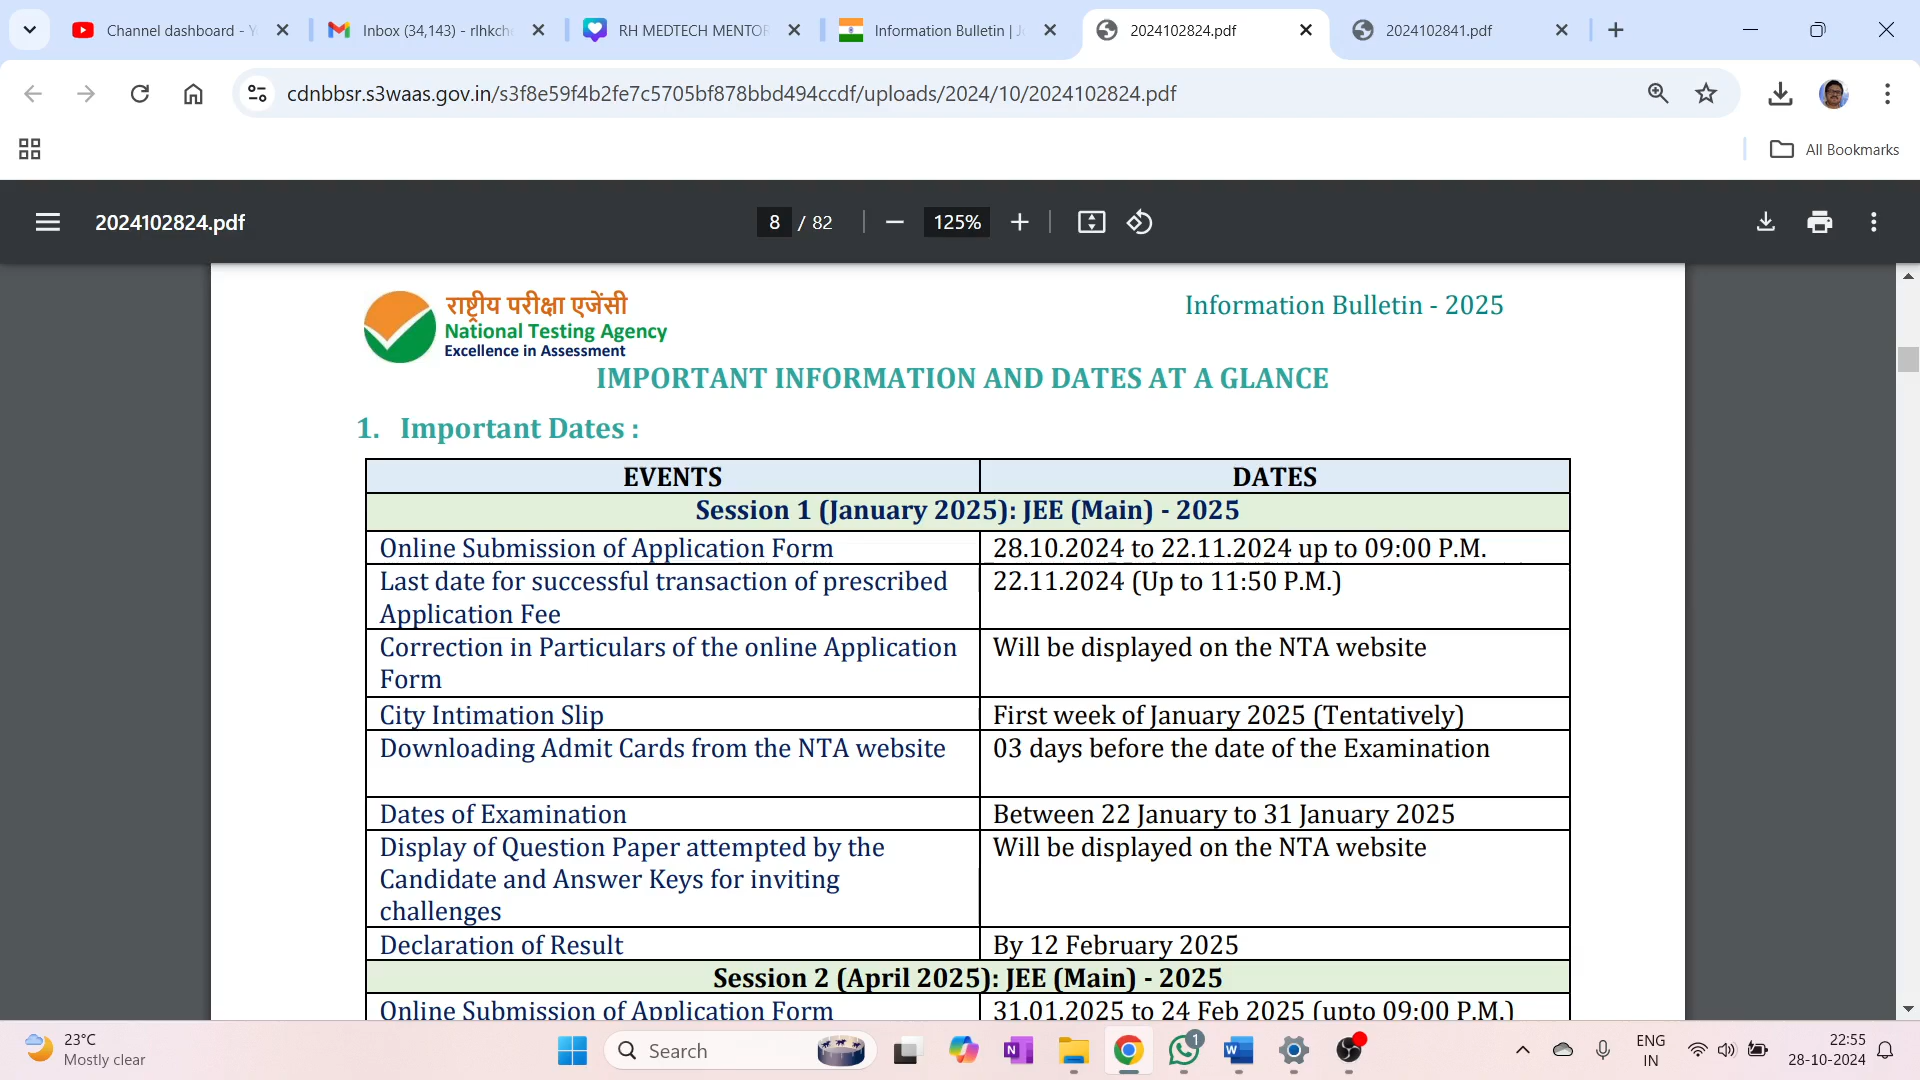 Channel dashboard - Y
Inbox (34,143) - rlhkch
RH MEDTECH MENTOR
Information Bulletin | J
2024102824.pdf
2024102841.pdf
cdnbbsr.s3waas.gov.in/s3f8e59f4b2fe7c5705bf878bbd494ccdf/uploads/2024/10/2024102824.pdf
All Bookmarks
2024102824.pdf
8 / 82
125%
राष्ट्रीय परीक्षा एजेंसी
National Testing Agency
Excellence in Assessment
Information Bulletin - 2025
IMPORTANT INFORMATION AND DATES AT A GLANCE
1. Important Dates :
EVENTS
DATES
Session 1 (January 2025): JEE (Main) - 2025
Online Submission of Application Form
28.10.2024 to 22.11.2024 up to 09:00 P.M.
Last date for successful transaction of prescribed
Application Fee
22.11.2024 (Up to 11:50 P.M.)
Correction in Particulars of the online Application
Form
Will be displayed on the NTA website
City Intimation Slip
First week of January 2025 (Tentatively)
Downloading Admit Cards from the NTA website
03 days before the date of the Examination
Dates of Examination
Between 22 January to 31 January 2025
Display of Question Paper attempted by the
Candidate and Answer Keys for inviting
challenges
Will be displayed on the NTA website
Declaration of Result
By 12 February 2025
Session 2 (April 2025): JEE (Main) - 2025
Online Submission of Application Form
31.01.2025 to 24 Feb 2025 (upto 09:00 P.M.)
23°C
Mostly clear
Search
1
ENG
IN
22:55
28-10-2024